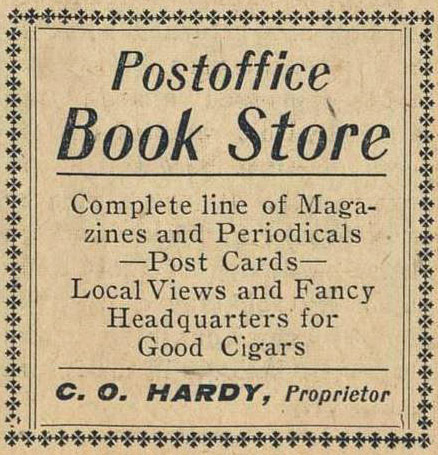 Postoffice
Book Store
Complete line of Maga-
zines and Periodicals
—Post Cards—
Local Views and Fancy
Headquarters for
Good Cigars
C. O. HARDY, Proprietor